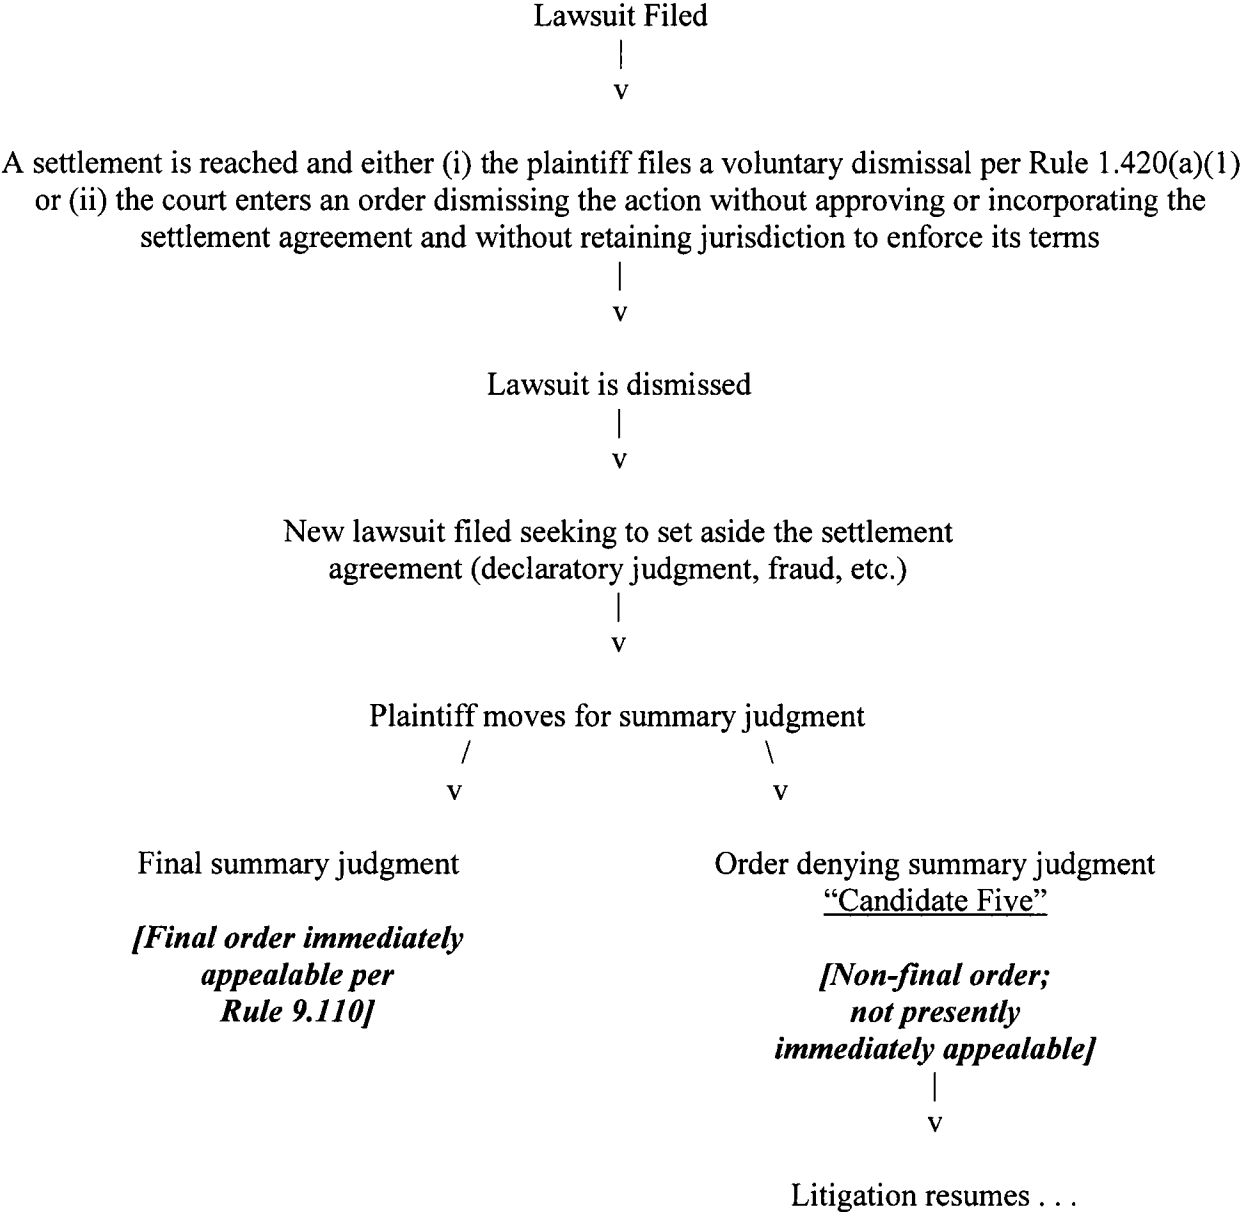 Lawsuit Filed
|
v
A settlement is reached and either (i) the plaintiff files a voluntary dismissal per Rule 1.420(a)(1)
or (ii) the court enters an order dismissing the action without approving or incorporating the
settlement agreement and without retaining jurisdiction to enforce its terms
|
v
Lawsuit is dismissed
|
v
New lawsuit filed seeking to set aside the settlement
agreement (declaratory judgment, fraud, etc.)
|
v
Plaintiff moves for summary judgment
/ \
v v
Final summary judgment
[Final order immediately
appealable per
Rule 9.110]
Order denying summary judgment
“Candidate Five”
[Non-final order;
not presently
immediately appealable]
|
v
Litigation resumes . . .